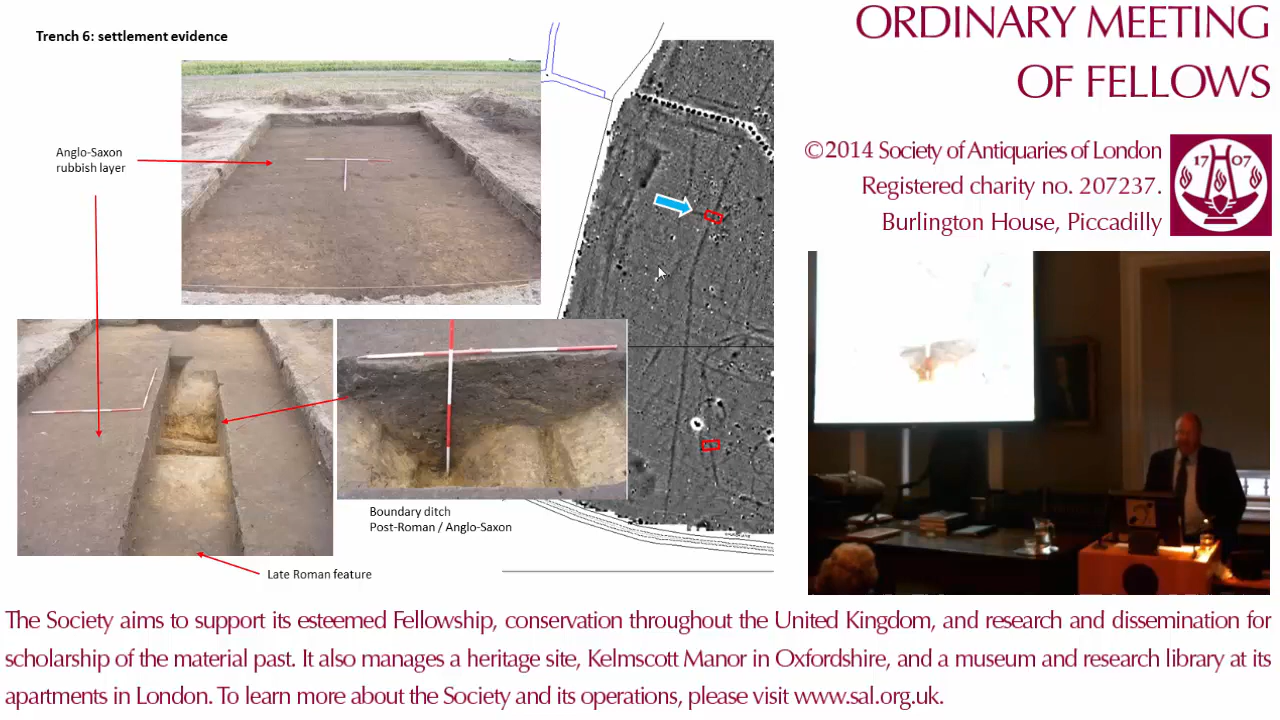 Trench 6: settlement evidence
Anglo-Saxon
rubbish layer
Boundary ditch
Post-Roman / Anglo-Saxon
Late Roman feature
ORDINARY MEETING
OF FELLOWS
©2014 Society of Antiquaries of London
Registered charity no. 207237.
Burlington House, Piccadilly
17 07
The Society aims to support its esteemed Fellowship, conservation throughout the United Kingdom, and research and dissemination for
scholarship of the material past. It also manages a heritage site, Kelmscott Manor in Oxfordshire, and a museum and research library at its
apartments in London. To learn more about the Society and its operations, please visit www.sal.org.uk.